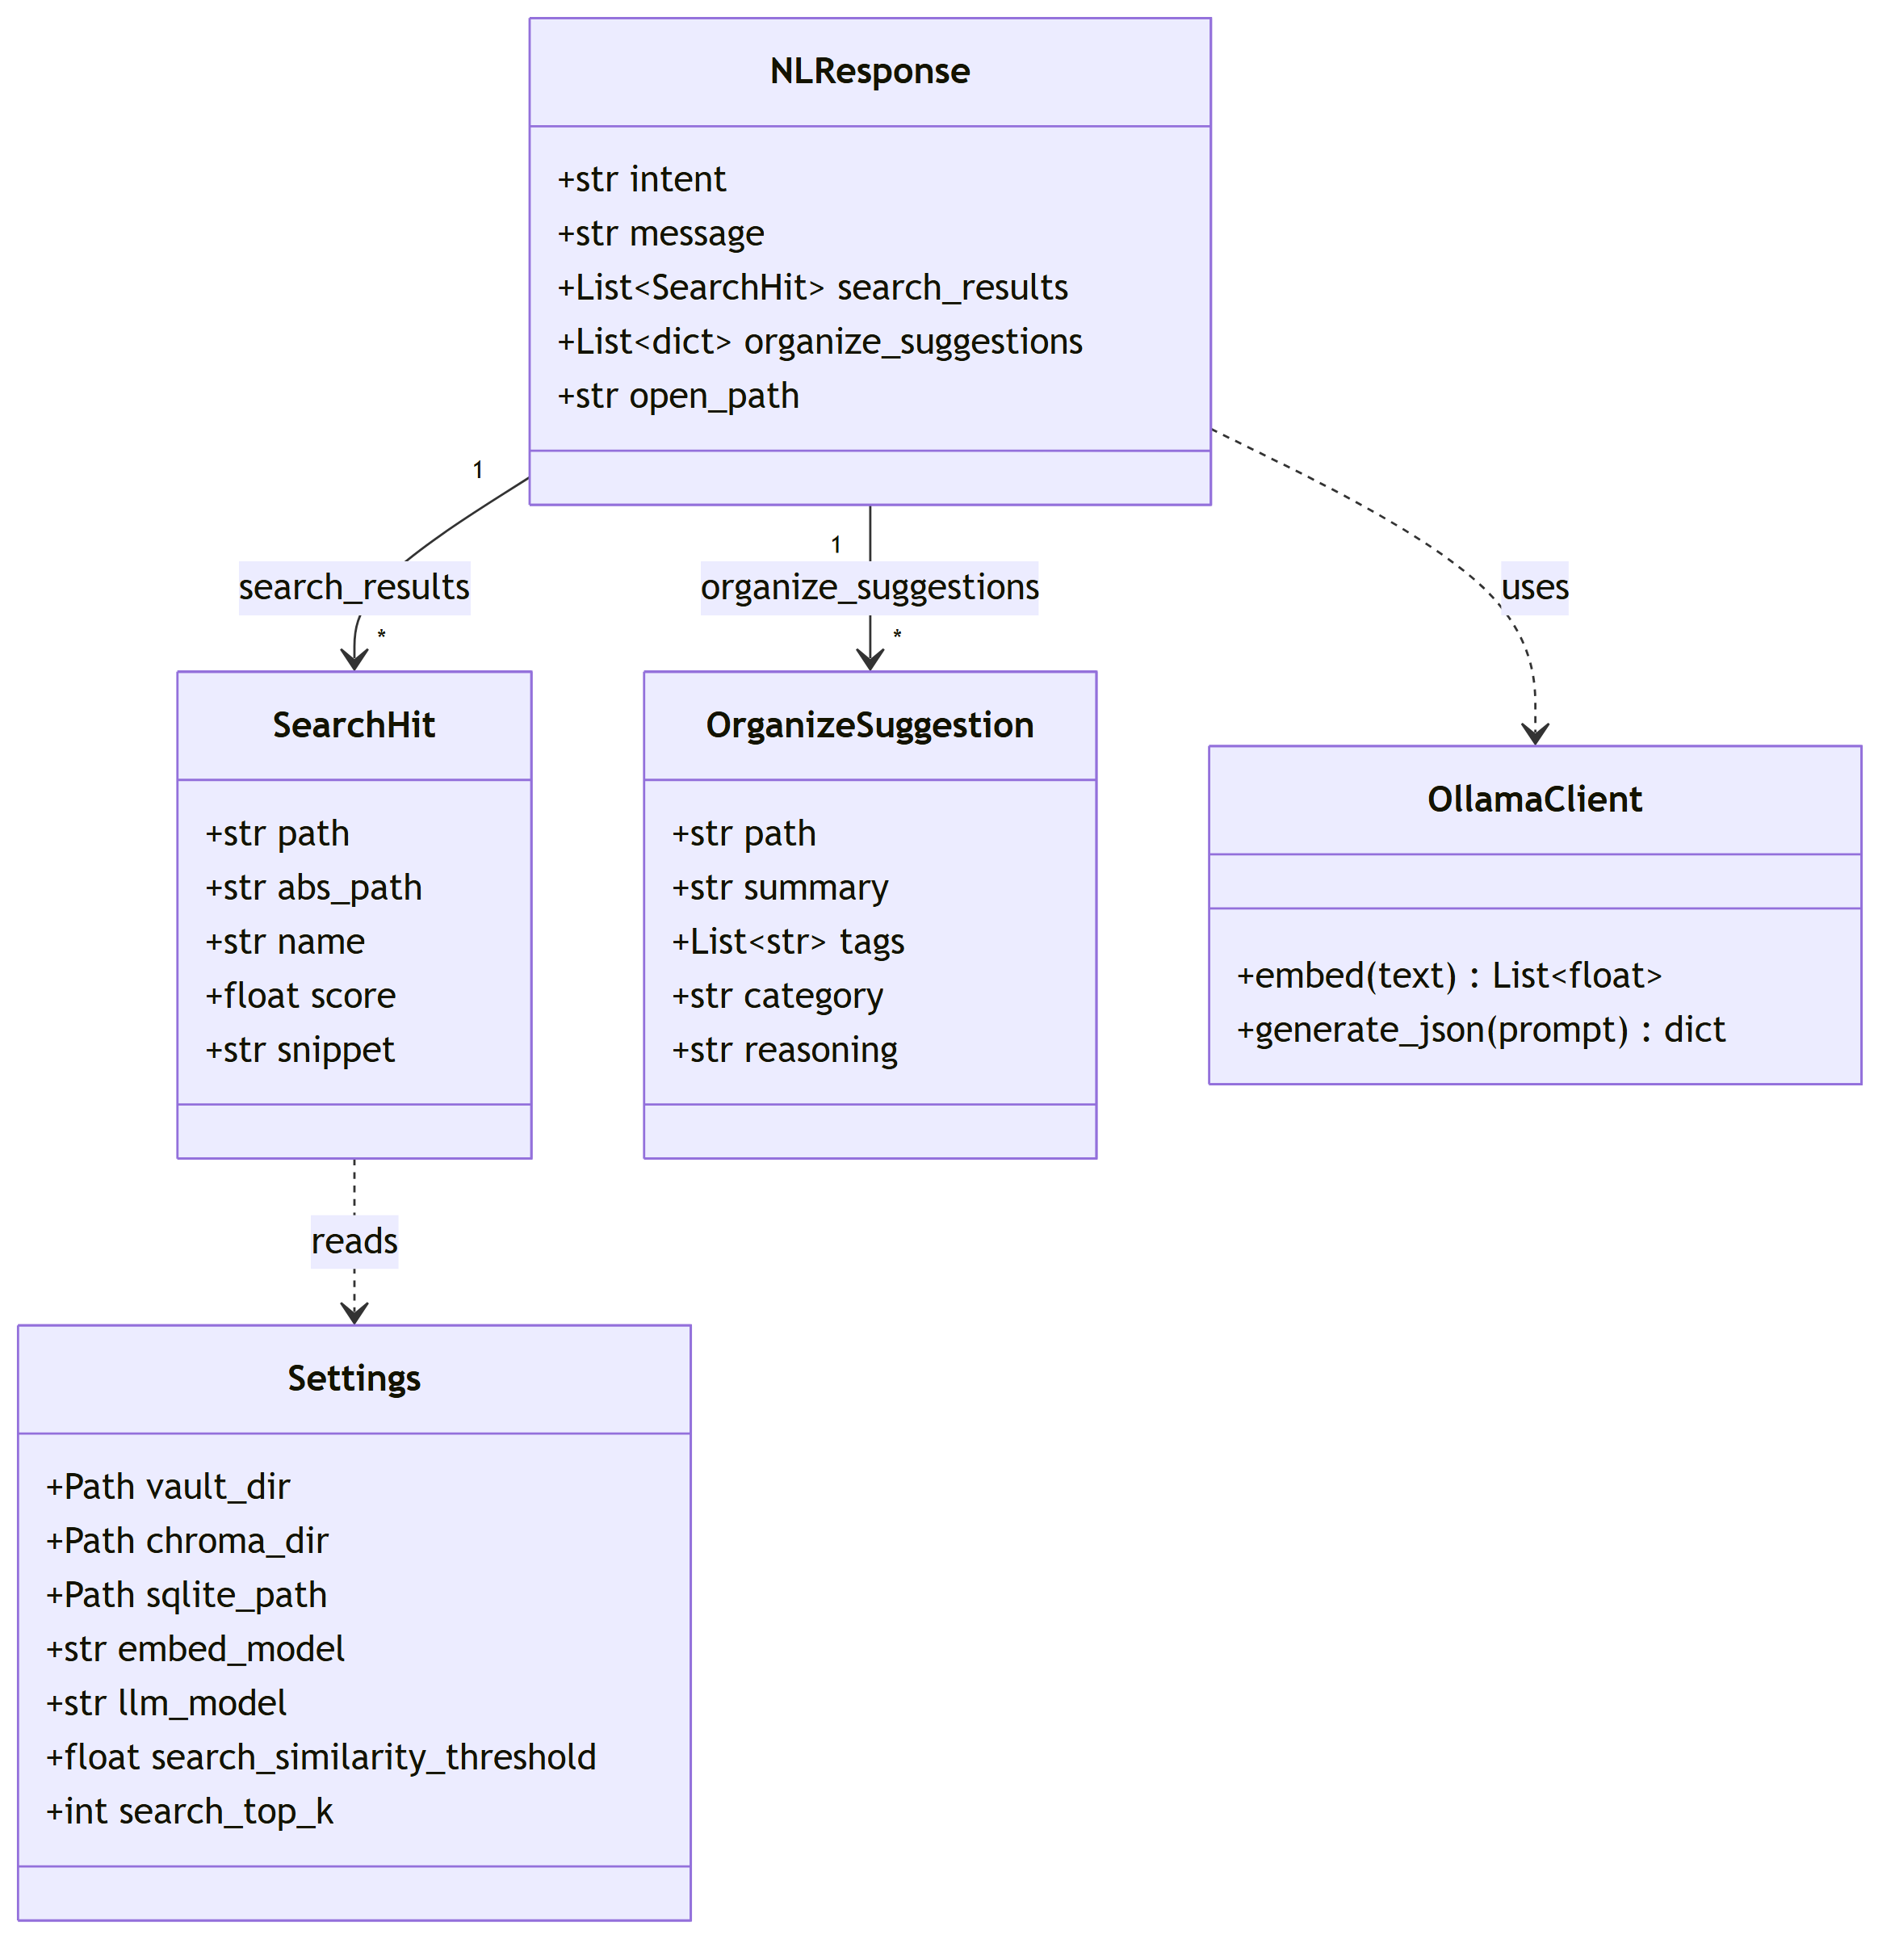 NLResponse
+str intent
+str message
+List<SearchHit> search_results
+List<dict> organize_suggestions
+str open_path
1
1
search_results
organize_suggestions
uses
*
*
SearchHit
+str path
+str abs_path
+str name
+float score
+str snippet
OrganizeSuggestion
+str path
+str summary
+List<str> tags
+str category
+str reasoning
OllamaClient
+embed(text) : List<float>
+generate_json(prompt) : dict
reads
Settings
+Path vault_dir
+Path chroma_dir
+Path sqlite_path
+str embed_model
+str llm_model
+float search_similarity_threshold
+int search_top_k